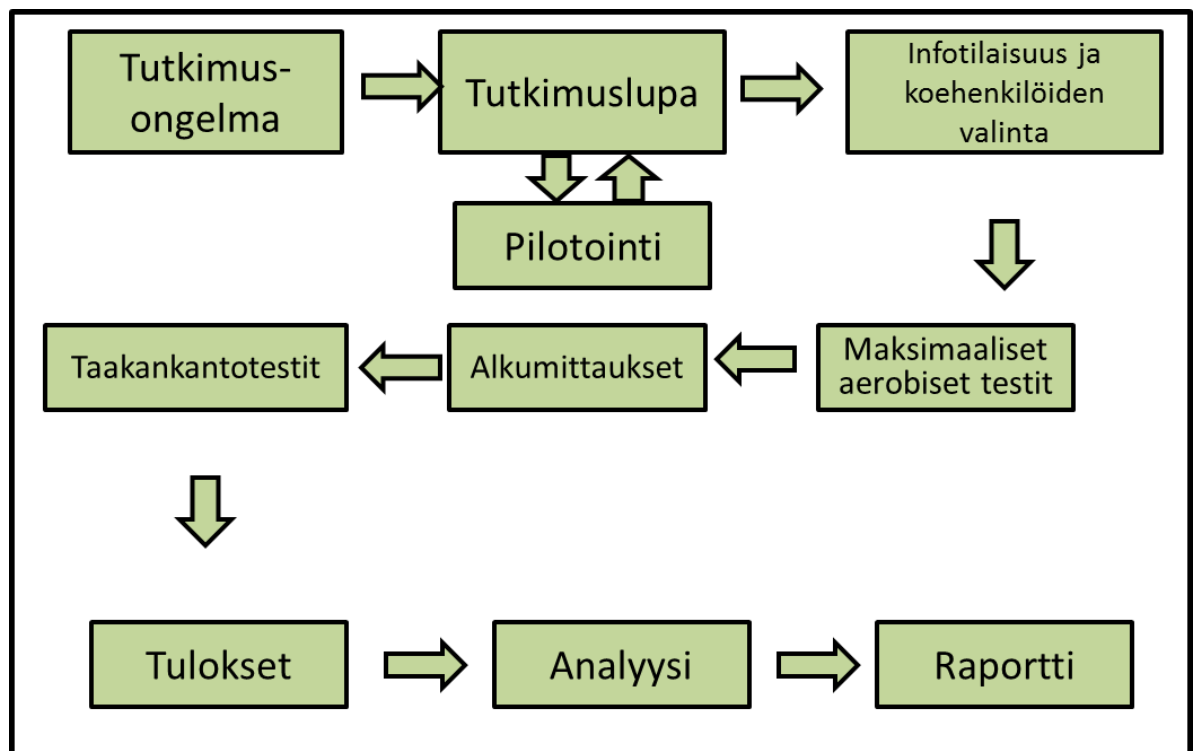 Tutkimus-
ongelma
Tutkimuslupa
Infotilaisuus ja
koehenkilöiden
valinta
Pilotointi
Taakankantotestit
Alkumittaukset
Maksimaaliset
aerobiset testit
Tulokset
Analyysi
Raportti